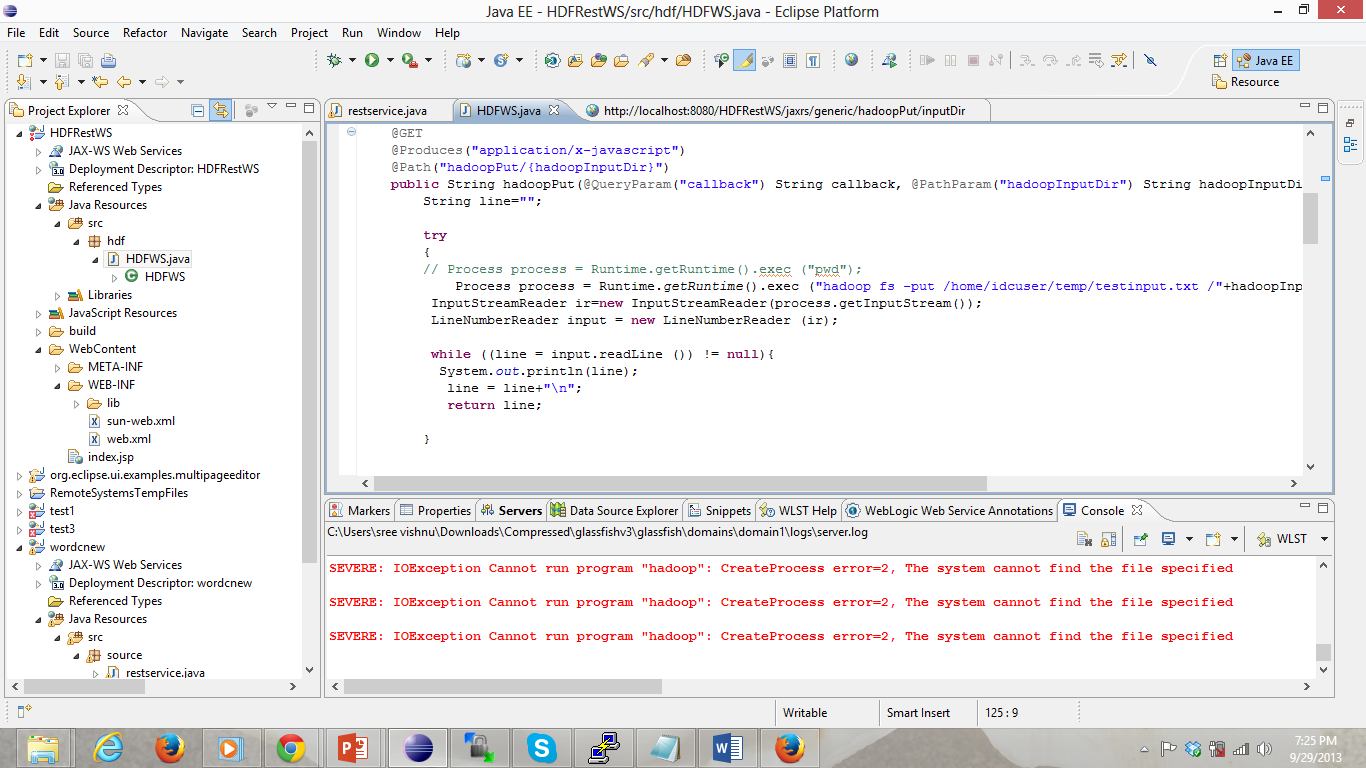 Java EE - HDFRestWS/src/hdf/HDFWS.java - Eclipse Platform
File Edit Source Refactor Navigate Search Project Run Window Help
Java EE
Resource
Project Explorer
HDFRestWS
JAX-WS Web Services
Deployment Descriptor: HDFRestWS
Referenced Types
Java Resources
src
hdf
HDFWS.java
HDFWS
Libraries
JavaScript Resources
build
WebContent
META-INF
WEB-INF
lib
sun-web.xml
web.xml
index.jsp
org.eclipse.ui.examples.multipageeditor
RemoteSystemsTempFiles
test1
test3
wordcnew
JAX-WS Web Services
Deployment Descriptor: wordcnew
Referenced Types
Java Resources
src
source
restservice.java
restservice.java HDFWS.java http://localhost:8080/HDFRestWS/jaxrs/generic/hadoopPut/inputDir
@GET
@Produces("application/x-javascript")
@Path("hadoopPut/{hadoopInputDir}")
public String hadoopPut(@QueryParam("callback") String callback, @PathParam("hadoopInputDir") String hadoopInputDi
String line="";
try
{
// Process process = Runtime.getRuntime().exec ("pwd");
Process process = Runtime.getRuntime().exec ("hadoop fs -put /home/idcuser/temp/testinput.txt /"+hadoopInp
InputStreamReader ir=new InputStreamReader(process.getInputStream());
LineNumberReader input = new LineNumberReader (ir);
while ((line = input.readLine ()) != null){
System.out.println(line);
line = line+"\n";
return line;
}
Markers Properties Servers Data Source Explorer Snippets WLST Help WebLogic Web Service Annotations Console
C:\Users\sree vishnu\Downloads\Compressed\glassfishv3\glassfish\domains\domain1\logs\server.log
WLST
SEVERE: IOException Cannot run program "hadoop": CreateProcess error=2, The system cannot find the file specified
SEVERE: IOException Cannot run program "hadoop": CreateProcess error=2, The system cannot find the file specified
SEVERE: IOException Cannot run program "hadoop": CreateProcess error=2, The system cannot find the file specified
Writable Smart Insert 125 : 9
7:25 PM
9/29/2013